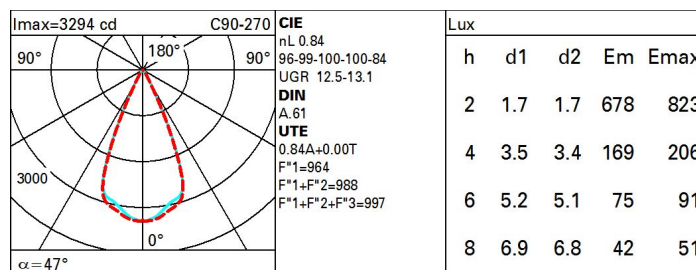 Imax=3294 cd C90-270
90° 180° 90°
3000
0°
α=47°
CIE
nL 0.84
96-99-100-100-84
UGR 12.5-13.1
DIN
A.61
UTE
0.84A+0.00T
F"1=964
F"1+F"2=988
F"1+F"2+F"3=997
Lux
h d1 d2 Em Emax
2 1.7 1.7 678 823
4 3.5 3.4 169 206
6 5.2 5.1 75 91
8 6.9 6.8 42 51